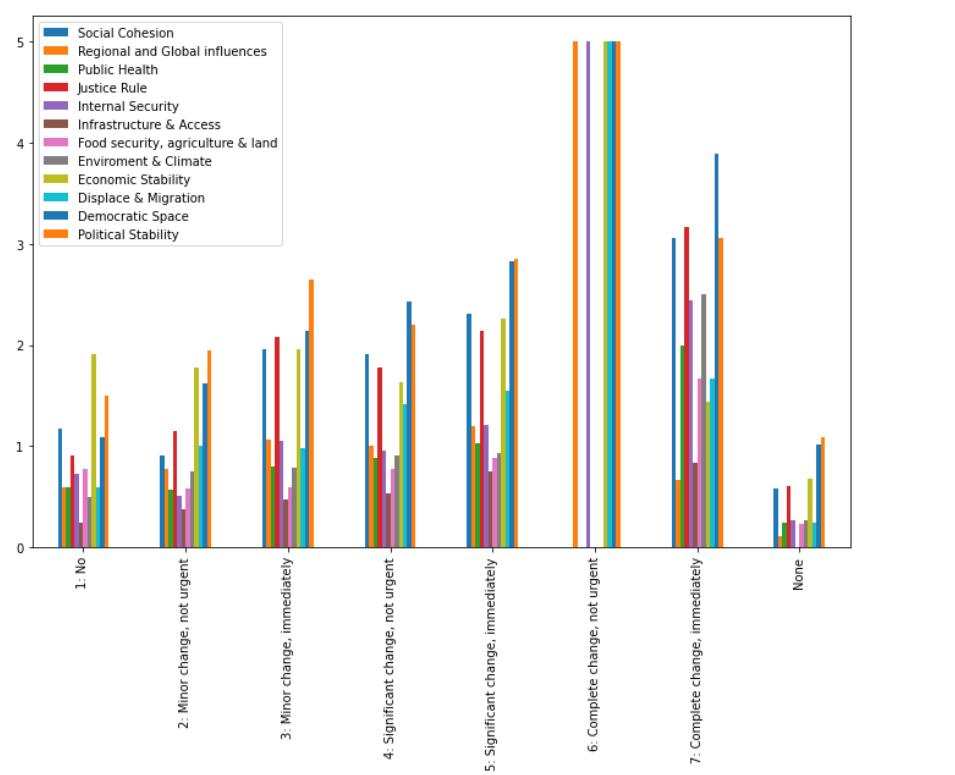 Social Cohesion
Regional and Global influences
Public Health
Justice Rule
Internal Security
Infrastructure & Access
Food security, agriculture & land
Enviroment & Climate
Economic Stability
Displace & Migration
Democratic Space
Political Stability
5
4
3
2
1
0
1: No
2: Minor change, not urgent
3: Minor change, immediately
4: Significant change, not urgent
5: Significant change, immediately
6: Complete change, not urgent
7: Complete change, immediately
None